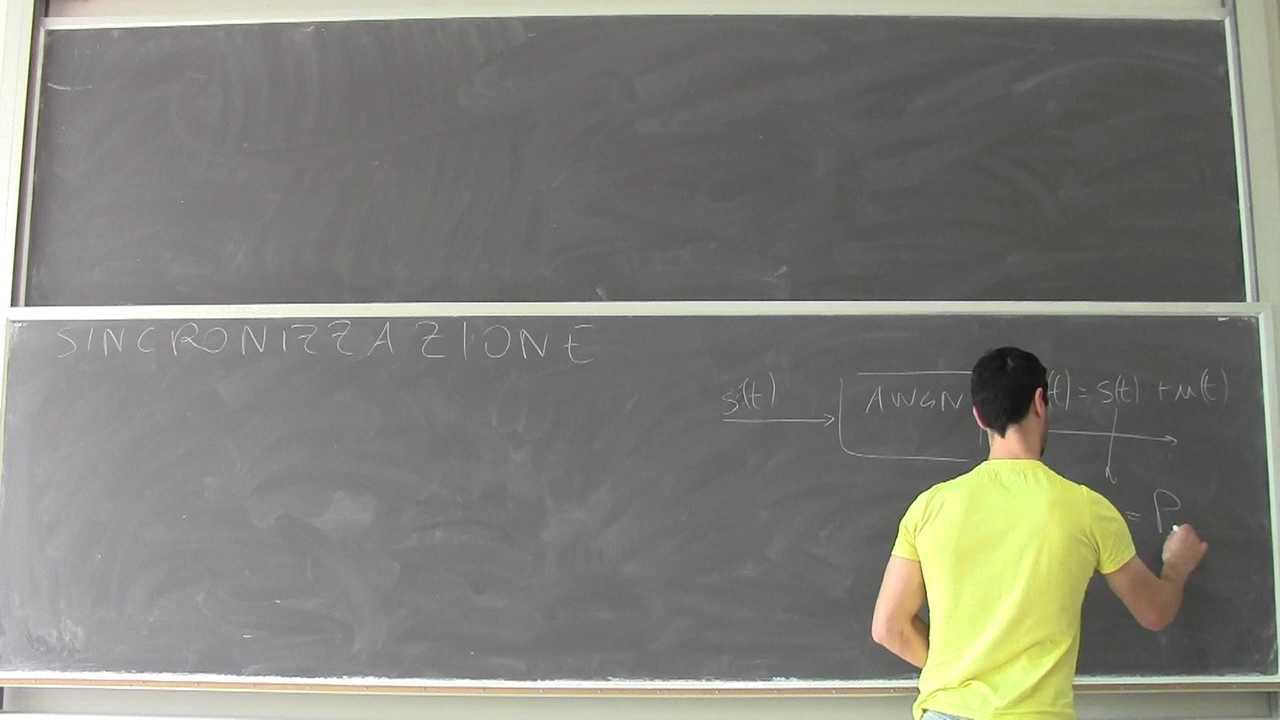 SINCRONIZZAZIONE
s(t) AWGN (t) = s(t) + n(t)
= P